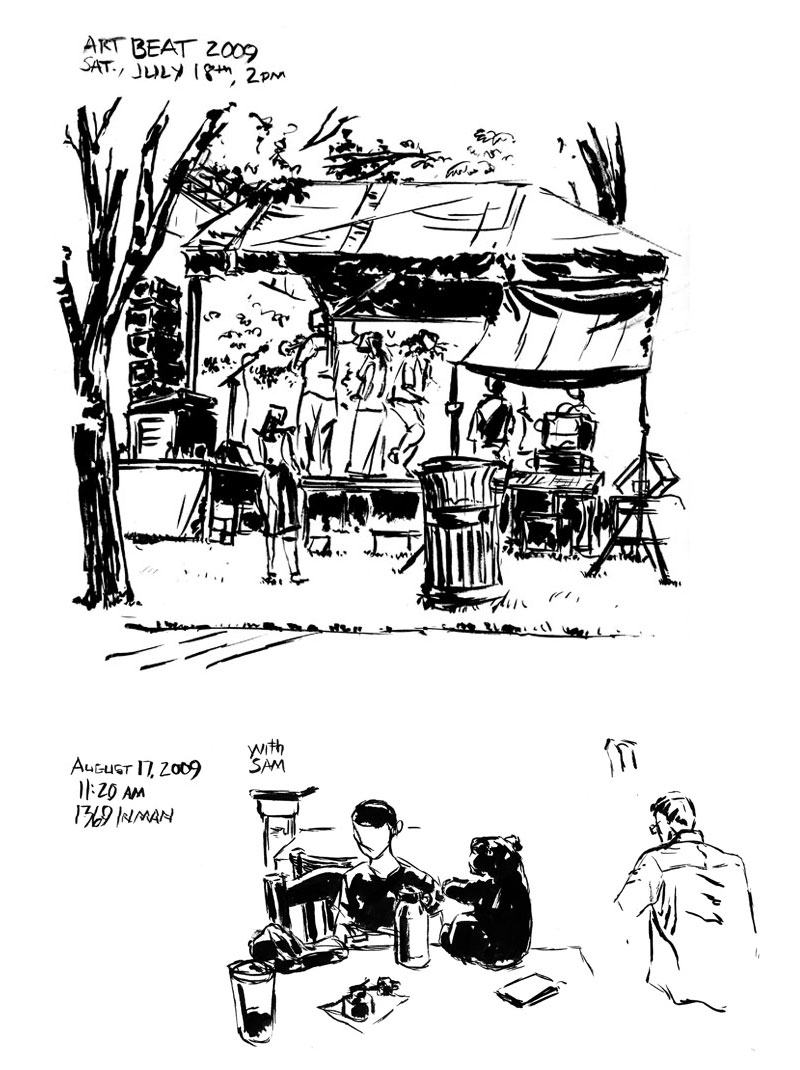 ART BEAT 2009
SAT., JULY 18th, 2pm
AUGUST 17, 2009
11:20 AM
1369 INMAN
with
SAM